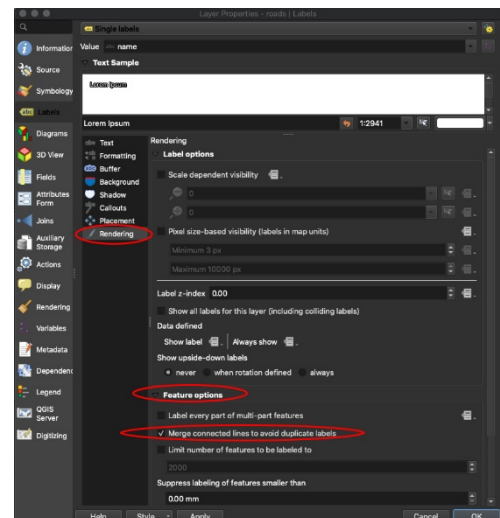 Layer Properties - roads | Labels
Single labels
Information
Source
Symbology
abc Labels
Diagrams
3D View
Fields
Attributes Form
Joins
Auxiliary Storage
Actions
Display
Rendering
Variables
Metadata
Dependenc
Legend
QGIS Server
Digitizing
Value abc name
Text Sample
Lorem Ipsum
Lorem Ipsum
1:2941
Text
Formatting
Buffer
Background
Shadow
Callouts
Placement
Rendering
Rendering
Label options
Scale dependent visibility
0
0
Pixel size-based visibility (labels in map units)
Minimum 3 px
Maximum 10000 px
Label z-index 0.00
Show all labels for this layer (including colliding labels)
Data defined
Show label Always show
Show upside-down labels
never when rotation defined always
Feature options
Label every part of multi-part features
✓ Merge connected lines to avoid duplicate labels
Limit number of features to be labeled to
2000
Suppress labeling of features smaller than
0.00 mm
Help Style Apply Cancel OK